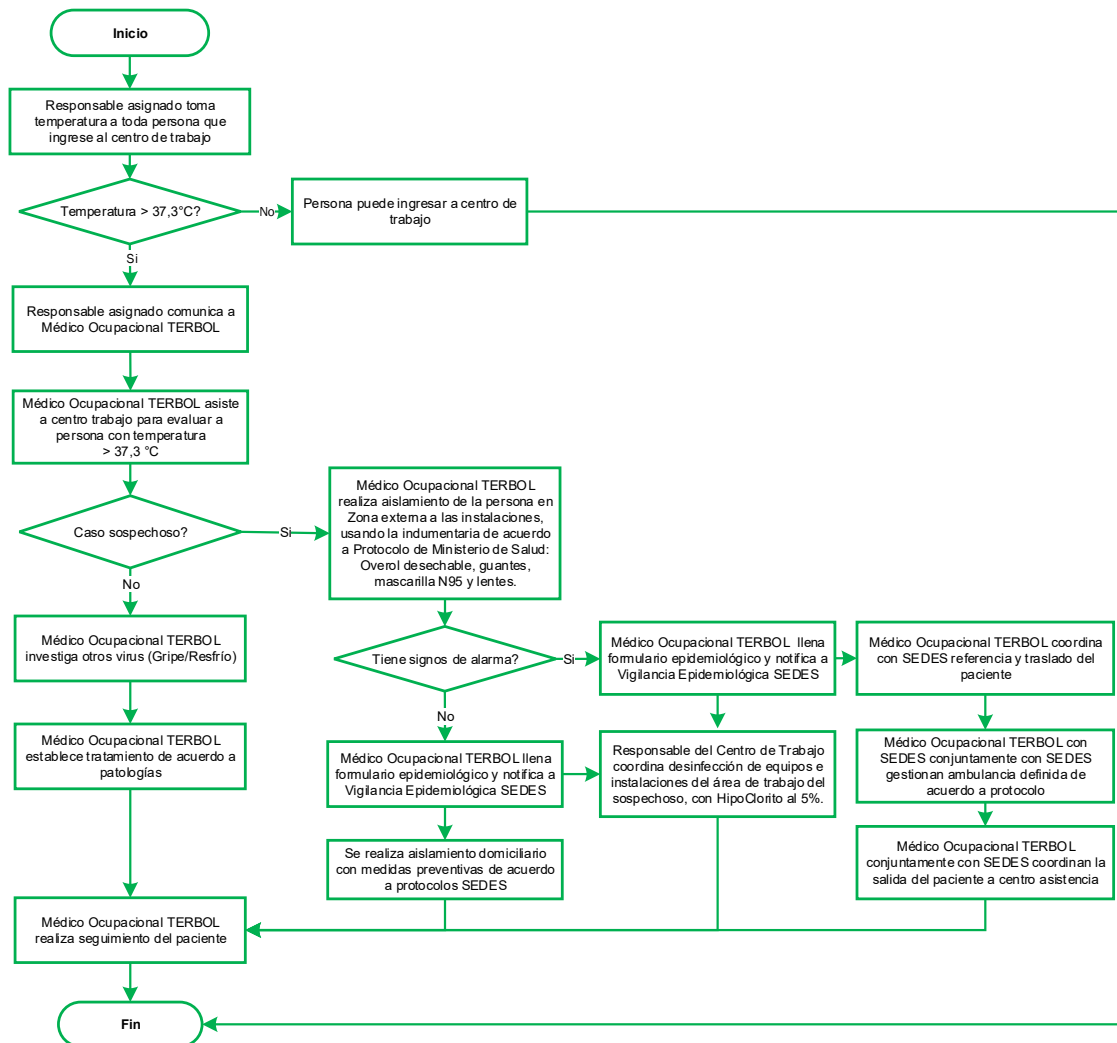 Inicio
Responsable asignado toma
temperatura a toda persona que
ingrese al centro de trabajo
Temperatura > 37,3°C?
No
Persona puede ingresar a centro de
trabajo
Si
Responsable asignado comunica a
Médico Ocupacional TERBOL
Médico Ocupacional TERBOL asiste
a centro trabajo para evaluar a
persona con temperatura
> 37,3 °C
Caso sospechoso?
Si
Médico Ocupacional TERBOL
realiza aislamiento de la persona en
Zona externa a las instalaciones,
usando la indumentaria de acuerdo
a Protocolo de Ministerio de Salud:
Overol desechable, guantes,
mascarilla N95 y lentes.
No
Médico Ocupacional TERBOL
investiga otros virus (Gripe/Resfrío)
Tiene signos de alarma?
Si
Médico Ocupacional TERBOL llena
formulario epidemiológico y notifica a
Vigilancia Epidemiológica SEDES
Médico Ocupacional TERBOL coordina
con SEDES referencia y traslado del
paciente
No
Médico Ocupacional TERBOL
establece tratamiento de acuerdo a
patologías
Médico Ocupacional TERBOL llena
formulario epidemiológico y notifica a
Vigilancia Epidemiológica SEDES
Responsable del Centro de Trabajo
coordina desinfección de equipos e
instalaciones del área de trabajo del
sospechoso, con HipoClorito al 5%.
Médico Ocupacional TERBOL con
SEDES conjuntamente con SEDES
gestionan ambulancia definida de
acuerdo a protocolo
Se realiza aislamiento domiciliario
con medidas preventivas de acuerdo
a protocolos SEDES
Médico Ocupacional TERBOL
conjuntamente con SEDES coordinan la
salida del paciente a centro asistencia
Médico Ocupacional TERBOL
realiza seguimiento del paciente
Fin